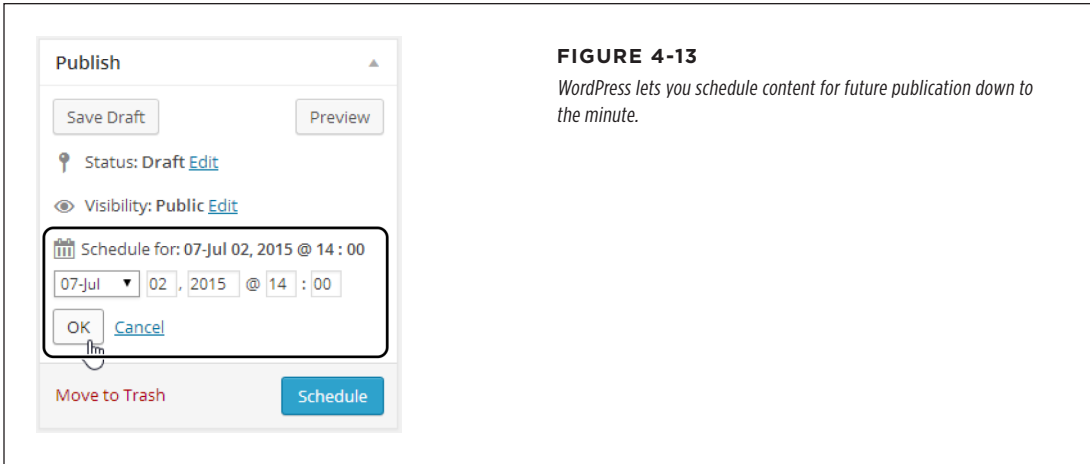 Publish
Save Draft Preview
Status: Draft Edit
Visibility: Public Edit
Schedule for: 07-Jul 02, 2015 @ 14 : 00
07-Jul 02 , 2015 @ 14 : 00
OK Cancel
Move to Trash Schedule
FIGURE 4-13
WordPress lets you schedule content for future publication down to
the minute.